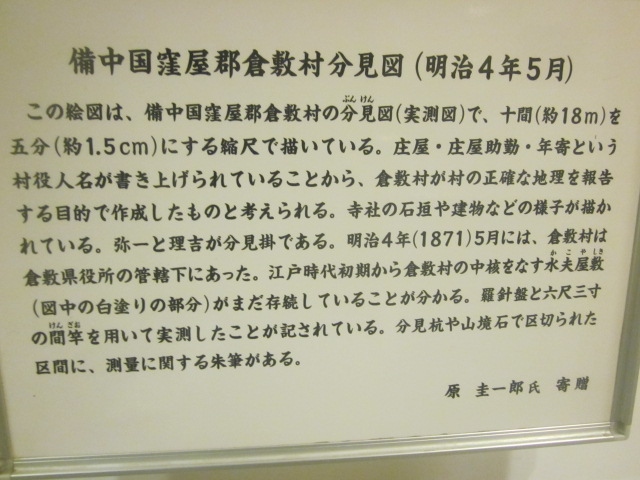 備中国窪屋郡倉敷村分見図(明治4年5月)
この絵図は、備中国窪屋郡倉敷村の分見図(実測図)で、十間(約18m)を
五分(約1.5cm)にする縮尺で描いている。庄屋・庄屋助勤・年寄という
村役人名が書き上げられていることから、倉敷村が村の正確な地理を報告
する目的で作成したものと考えられる。寺社の石垣や建物などの様子が描か
れている。弥一と理吉が分見掛である。明治4年(1871)5月には、倉敷村は
倉敷県役所の管轄下にあった。江戸時代初期から倉敷村の中核をなす水夫屋敷
(図中の白塗りの部分)がまだ存続していることが分かる。羅針盤と六尺三寸
の間竿を用いて実測したことが記されている。分見杭や山境石で区切られた
区間に、測量に関する朱筆がある。
原 圭一郎氏 寄贈